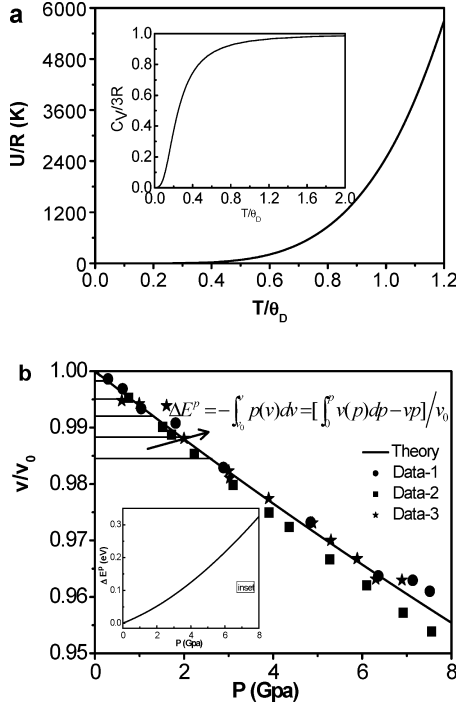 a
6000
4800
3600
2400
1200
0
U/R (K)
0.0 0.2 0.4 0.6 0.8 1.0 1.2
T/θD
1.0
0.8
0.6
0.4
0.2
0.0
CV/3R
0.0 0.4 0.8 1.2 1.6 2.0
T/θD
b
1.00
0.99
0.98
0.97
0.96
0.95
v/v0
ΔE^p = −∫_{v0}^{v} p(v)dv = [∫_0^p v(p)dp − vp]/v0
Theory
Data-1
Data-2
Data-3
0.3
0.2
0.1
0.0
Δ E^p (eV)
inset
0 2 4 6 8
P (Gpa)
0 2 4 6 8
P (Gpa)